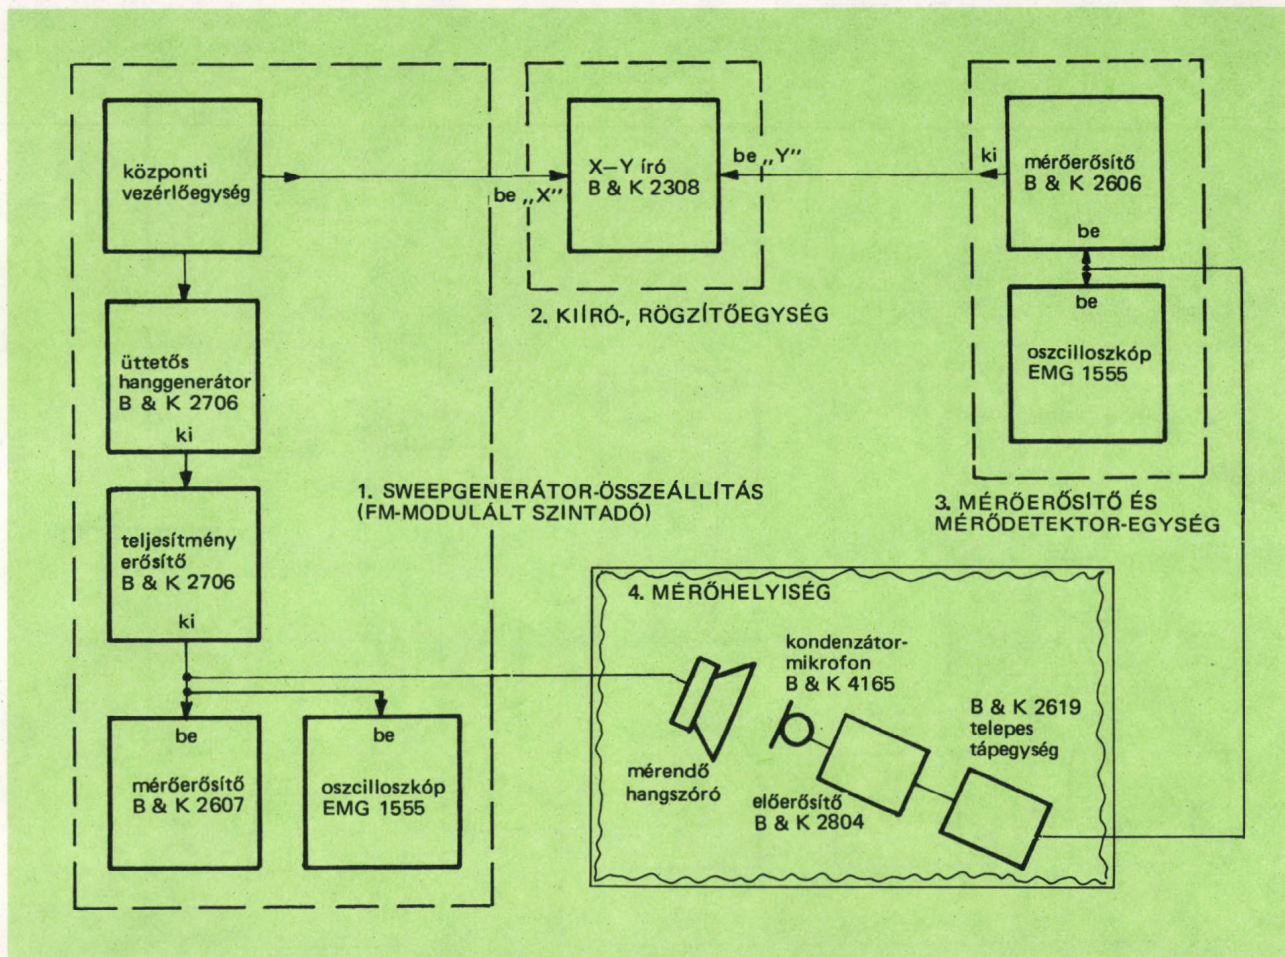 központi
vezérlőegység
be „X”
X–Y író
B & K 2308
be „Y”
ki
mérőerősítő
B & K 2606
be
be
oszcilloszkóp
EMG 1555
2. KIÍRÓ-, RÖGZÍTŐEGYSÉG
üttetős
hanggenerátor
B & K 2706
ki
teljesítmény
erősítő
B & K 2706
ki
1. SWEEPGENERÁTOR-ÖSSZEÁLLÍTÁS
(FM-MODULÁLT SZINTADÓ)
3. MÉRŐERŐSÍTŐ ÉS
MÉRŐDETEKTOR-EGYSÉG
be
mérőerősítő
B & K 2607
be
oszcilloszkóp
EMG 1555
4. MÉRŐHELYISÉG
mérendő
hangszóró
kondenzátor-
mikrofon
B & K 4165
előerősítő
B & K 2804
B & K 2619
telepes
tápegység